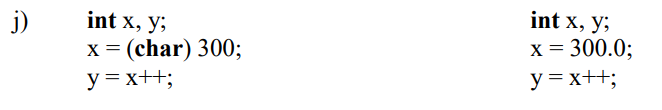 j) int x, y; int x, y;
x = (char) 300; x = 300.0;
y = x++; y = x++;